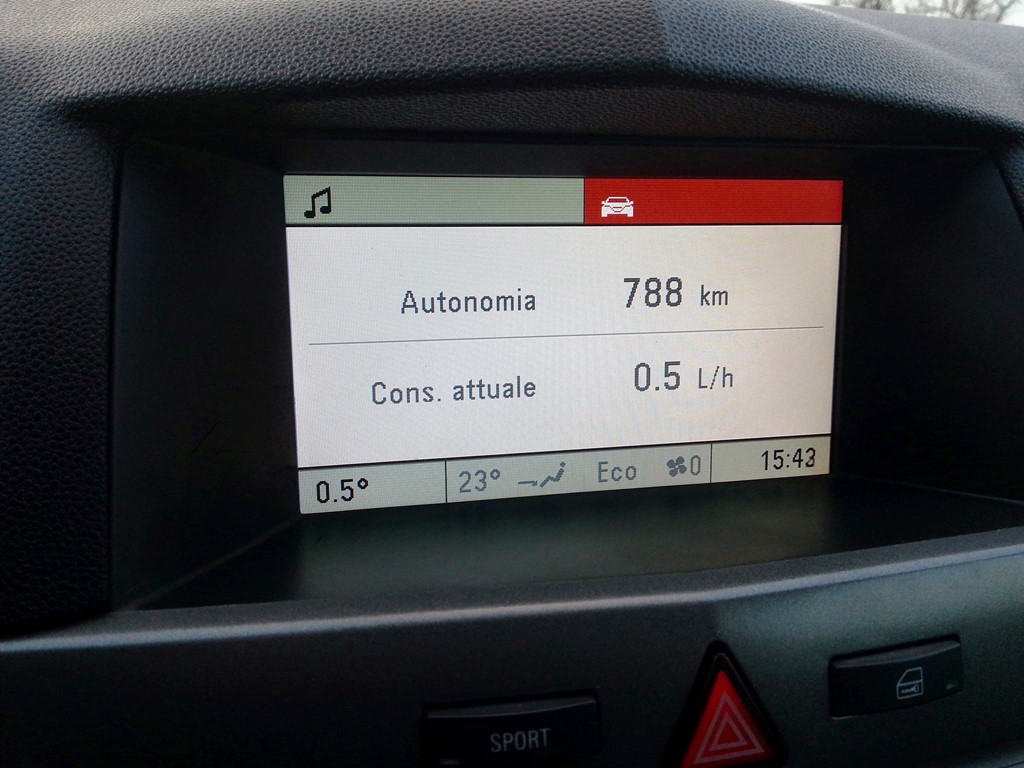 Autonomia 788 km
Cons. attuale 0.5 L/h
0.5° 23° Eco 0 15:43
SPORT